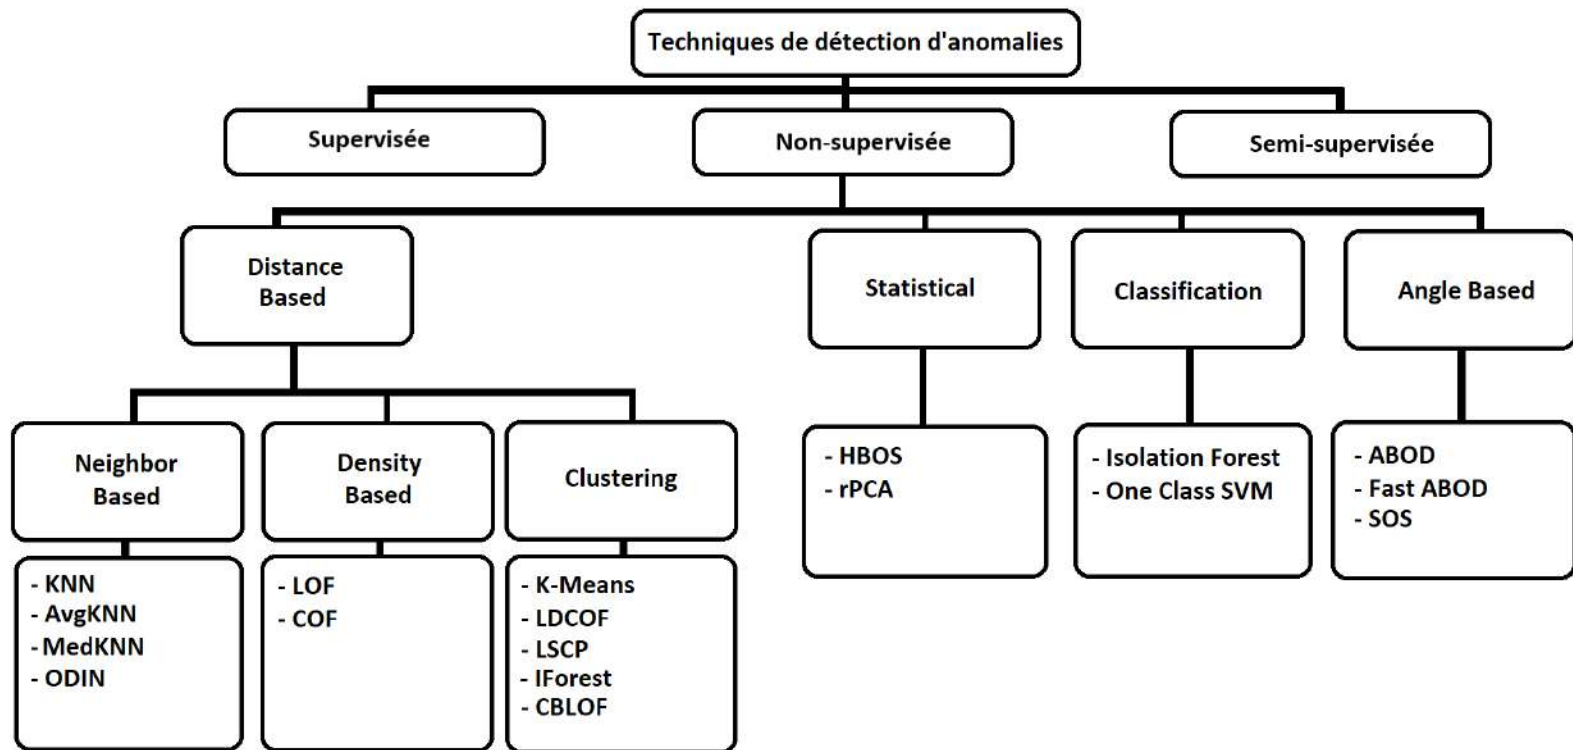 Techniques de détection d'anomalies
Supervisée
Non-supervisée
Semi-supervisée
Distance
Based
Statistical
Classification
Angle Based
Neighbor
Based
Density
Based
Clustering
- HBOS
- rPCA
- Isolation Forest
- One Class SVM
- ABOD
- Fast ABOD
- SOS
- KNN
- AvgKNN
- MedKNN
- ODIN
- LOF
- COF
- K-Means
- LDCOF
- LSCP
- IForest
- CBLOF